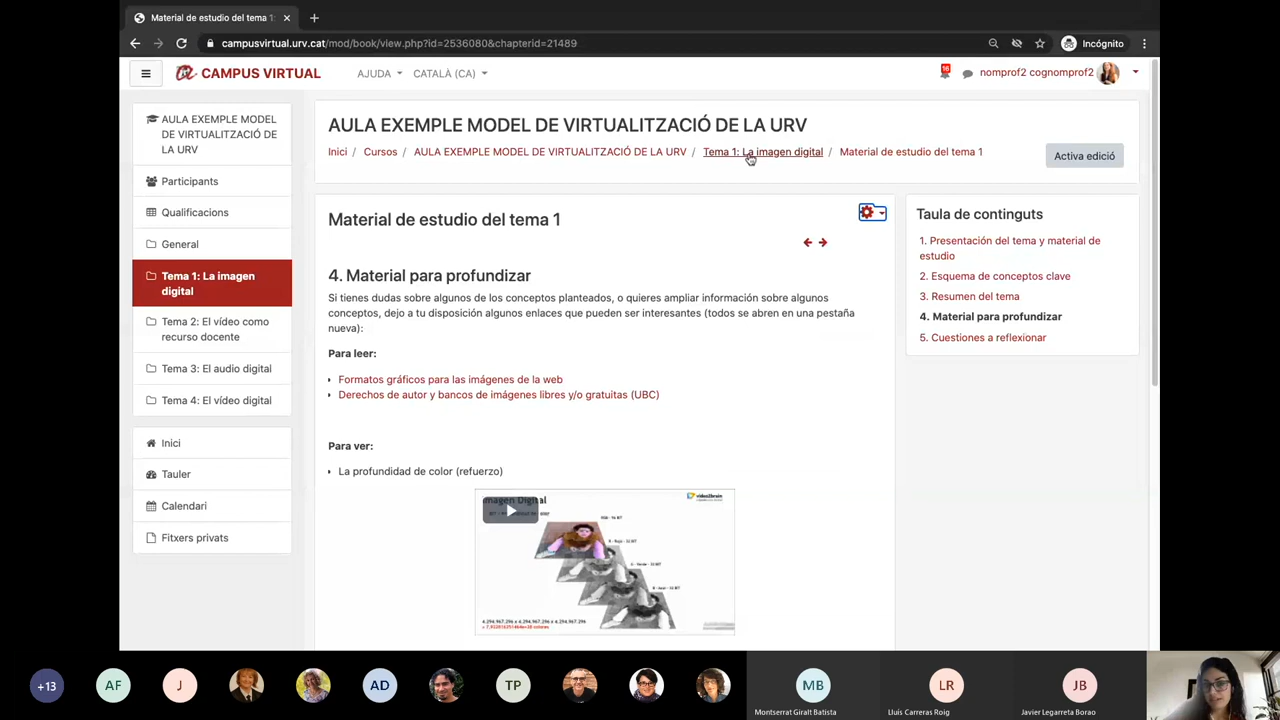 Material de estudio del tema 1:
campusvirtual.urv.cat/mod/book/view.php?id=2536080&chapterid=21489
Incógnito
CAMPUS VIRTUAL
AJUDA
CATALÀ (CA)
16
nomprof2 cognomprof2
AULA EXEMPLE MODEL
DE VIRTUALITZACIÓ DE
LA URV
Participants
Qualificacions
General
Tema 1: La imagen
digital
Tema 2: El vídeo como
recurso docente
Tema 3: El audio digital
Tema 4: El vídeo digital
Inici
Tauler
Calendari
Fitxers privats
AULA EXEMPLE MODEL DE VIRTUALITZACIÓ DE LA URV
Inici / Cursos / AULA EXEMPLE MODEL DE VIRTUALITZACIÓ DE LA URV / Tema 1: La imagen digital / Material de estudio del tema 1
Activa edició
Material de estudio del tema 1
4. Material para profundizar
Si tienes dudas sobre algunos de los conceptos planteados, o quieres ampliar información sobre algunos
conceptos, dejo a tu disposición algunos enlaces que pueden ser interesantes (todos se abren en una pestaña
nueva):
Para leer:
Formatos gráficos para las imágenes de la web
Derechos de autor y bancos de imágenes libres y/o gratuitas (UBC)
Para ver:
La profundidad de color (refuerzo)
Imagen Digital
video2brain
Taula de continguts
1. Presentación del tema y material de
estudio
2. Esquema de conceptos clave
3. Resumen del tema
4. Material para profundizar
5. Cuestiones a reflexionar
+13
AF
J
AD
TP
MB
Montserrat Giralt Batista
LR
Lluís Carreras Roig
JB
Javier Legarreta Borao